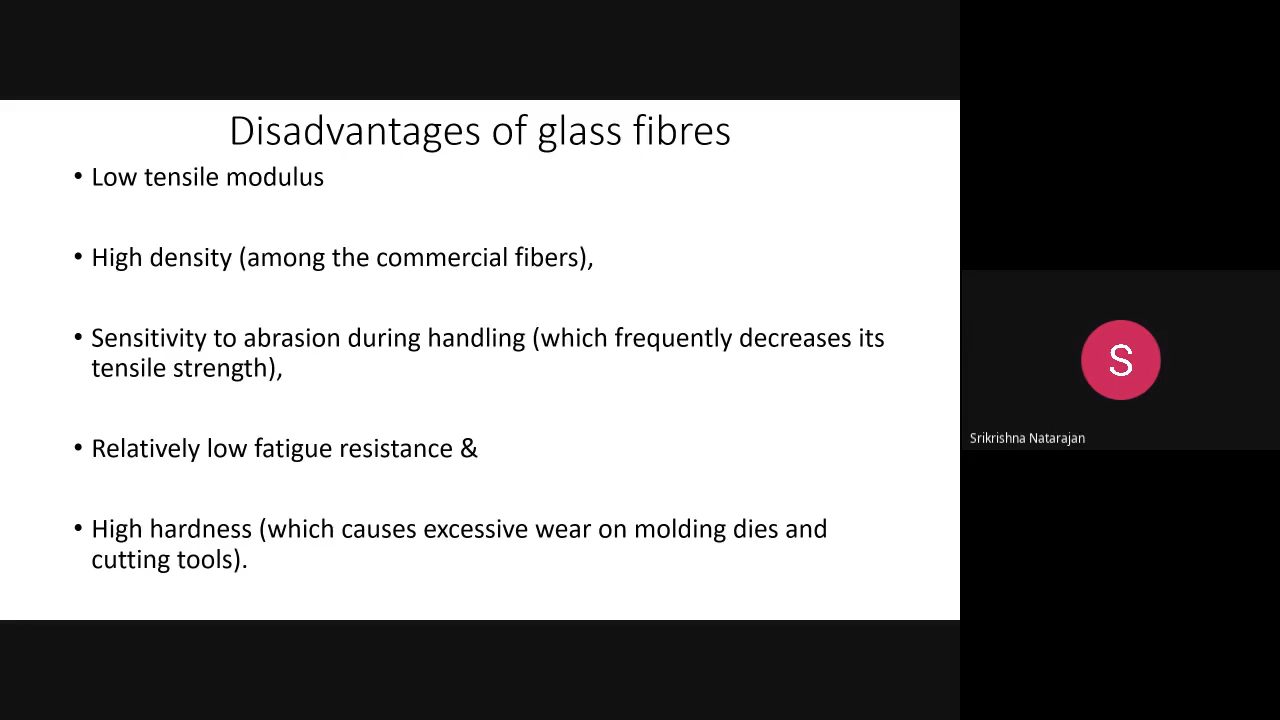 Disadvantages of glass fibres
• Low tensile modulus
• High density (among the commercial fibers),
• Sensitivity to abrasion during handling (which frequently decreases its
tensile strength),
• Relatively low fatigue resistance &
• High hardness (which causes excessive wear on molding dies and
cutting tools).
S
Srikrishna Natarajan